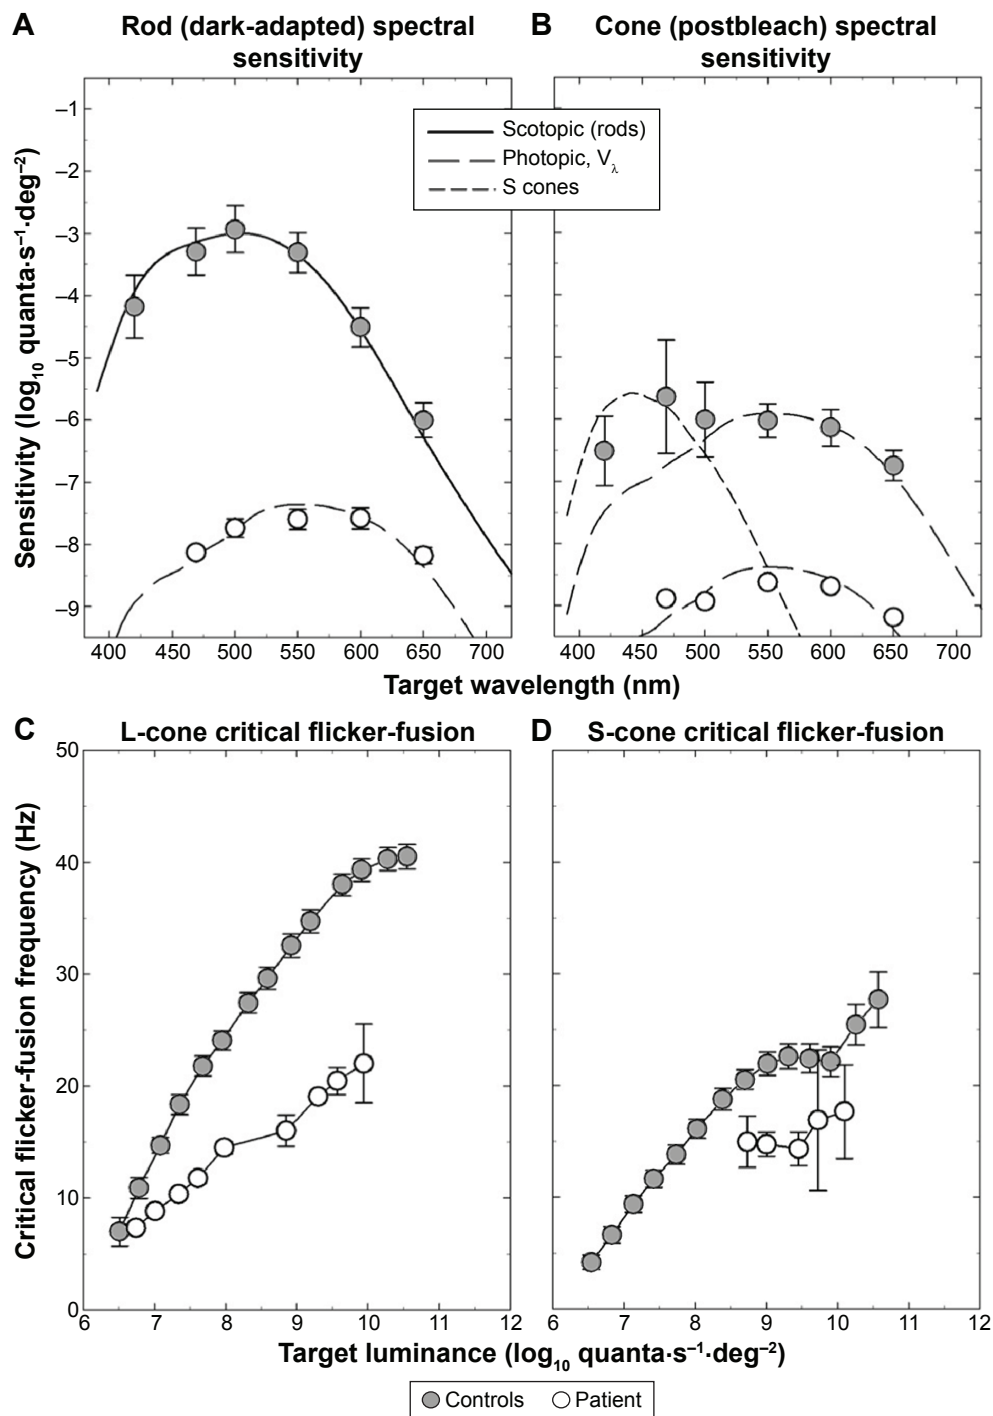 A
Rod (dark-adapted) spectral
sensitivity
B
Cone (postbleach) spectral
sensitivity
Scotopic (rods)
Photopic, Vλ
S cones
Sensitivity (log10 quanta·s–1·deg–2)
–1
–2
–3
–4
–5
–6
–7
–8
–9
400 450 500 550 600 650 700
400 450 500 550 600 650 700
Target wavelength (nm)
C
L-cone critical flicker-fusion
D
S-cone critical flicker-fusion
Critical flicker-fusion frequency (Hz)
50
40
30
20
10
0
6 7 8 9 10 11 12
6 7 8 9 10 11 12
Target luminance (log10 quanta·s–1·deg–2)
Controls Patient